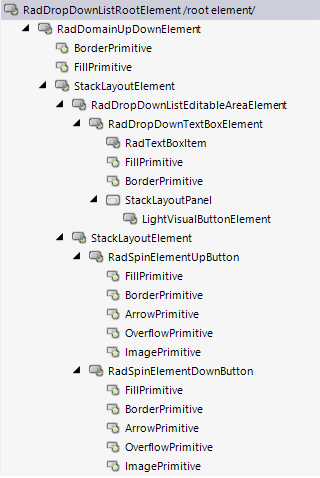 RadDropDownListRootElement /root element/
RadDomainUpDownElement
BorderPrimitive
FillPrimitive
StackLayoutElement
RadDropDownListEditableAreaElement
RadDropDownTextBoxElement
RadTextBoxItem
FillPrimitive
BorderPrimitive
StackLayoutPanel
LightVisualButtonElement
StackLayoutElement
RadSpinElementUpButton
FillPrimitive
BorderPrimitive
ArrowPrimitive
OverflowPrimitive
ImagePrimitive
RadSpinElementDownButton
FillPrimitive
BorderPrimitive
ArrowPrimitive
OverflowPrimitive
ImagePrimitive